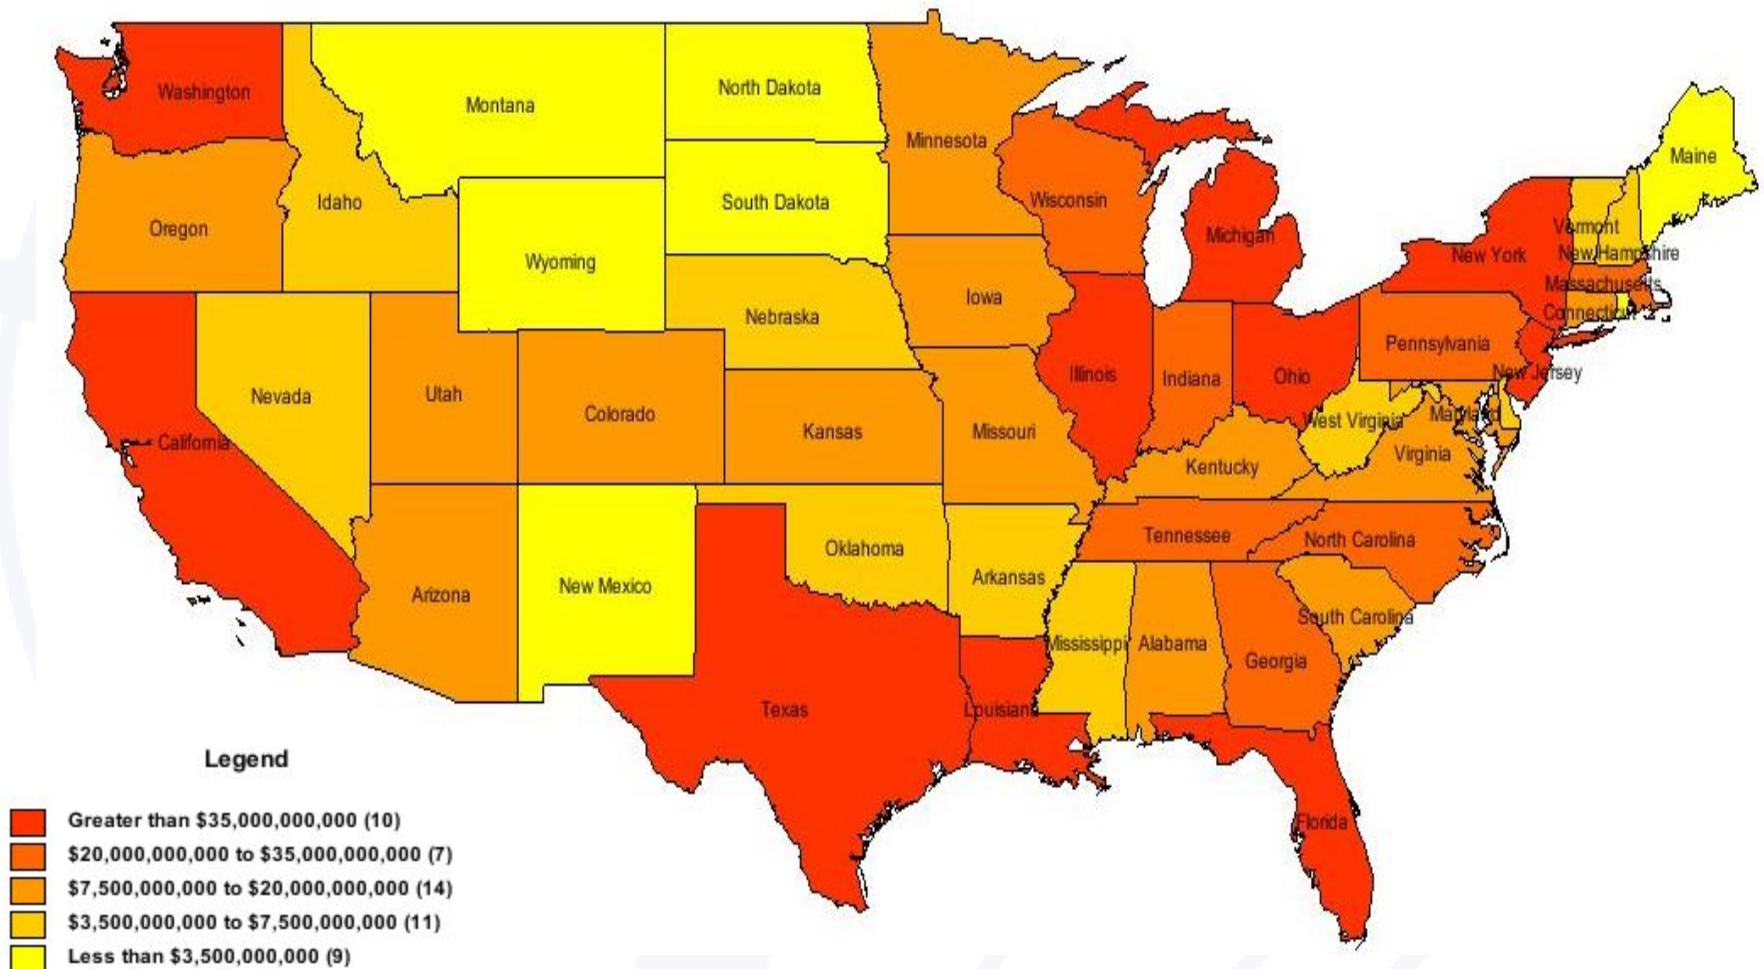 Washington
Montana
North Dakota
Minnesota
Maine
Idaho
South Dakota
Wisconsin
Oregon
Michigan
Vermont
New York
New Hampshire
Wyoming
Massachusetts
Iowa
Nebraska
Connecticut
Pennsylvania
Illinois
Indiana
Ohio
New Jersey
Nevada
Utah
Colorado
Kansas
Missouri
West Virginia
Maryland
California
Virginia
Kentucky
Tennessee
North Carolina
Oklahoma
Arkansas
New Mexico
Arizona
South Carolina
Mississippi
Alabama
Georgia
Texas
Louisiana
Florida
Legend
Greater than $35,000,000,000 (10)
$20,000,000,000 to $35,000,000,000 (7)
$7,500,000,000 to $20,000,000,000 (14)
$3,500,000,000 to $7,500,000,000 (11)
Less than $3,500,000,000 (9)